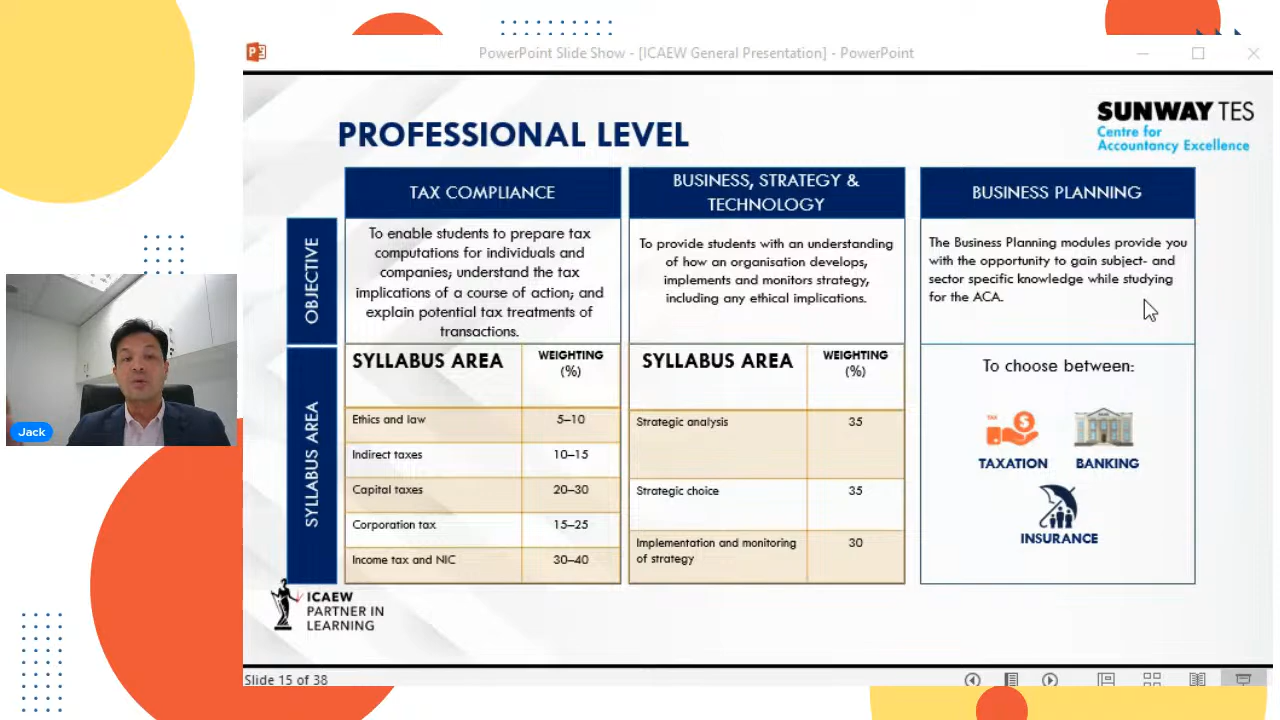 PowerPoint Slide Show - [ICAEW General Presentation] - PowerPoint
SUNWAY TES
Centre for
Accountancy Excellence
PROFESSIONAL LEVEL
TAX COMPLIANCE
BUSINESS, STRATEGY &
TECHNOLOGY
BUSINESS PLANNING
OBJECTIVE
To enable students to prepare tax
computations for individuals and
companies; understand the tax
implications of a course of action; and
explain potential tax treatments of
transactions.
To provide students with an understanding
of how an organisation develops,
implements and monitors strategy,
including any ethical implications.
The Business Planning modules provide you
with the opportunity to gain subject- and
sector specific knowledge while studying
for the ACA.
SYLLABUS AREA
SYLLABUS AREA WEIGHTING
(%)
Ethics and law 5–10
Indirect taxes 10–15
Capital taxes 20–30
Corporation tax 15–25
Income tax and NIC 30–40
SYLLABUS AREA WEIGHTING
(%)
Strategic analysis 35
Strategic choice 35
Implementation and monitoring 30
of strategy
To choose between:
TAX
TAXATION BANKING
INSURANCE
Jack
ICAEW
PARTNER IN
LEARNING
Slide 15 of 38